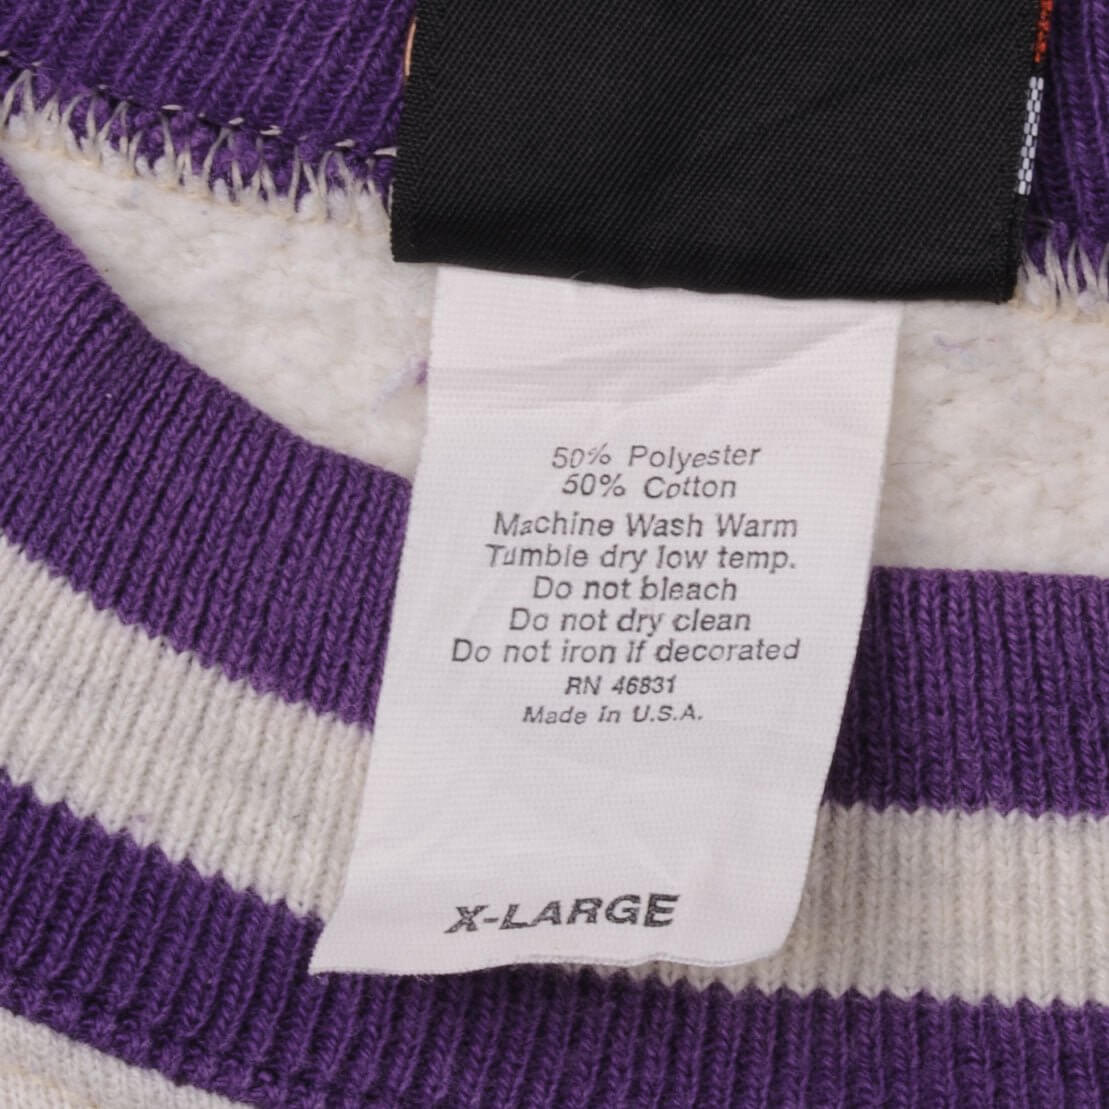 50% Polyester
50% Cotton
Machine Wash Warm
Tumble dry low temp.
Do not bleach
Do not dry clean
Do not iron if decorated
RN 46831
Made in U.S.A.
X-LARGE